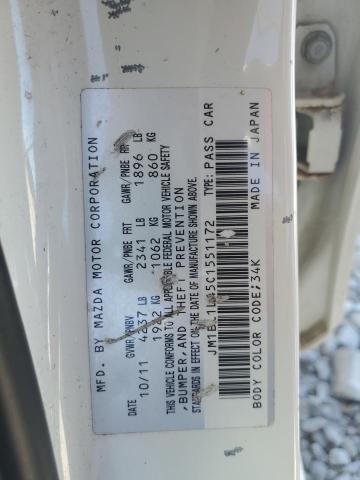 MFD. BY MAZDA MOTOR CORPORATION
DATE GVWR/PNBV GAWR/PNBE FRT GAWR/PNBE RR
10/11 LB 2341 LB 1896 LB
KG 1062 KG 860 KG
THIS VEHICLE CONFORMS TO ALL APPLICABLE FEDERAL MOTOR VEHICLE SAFETY
,BUMPER,AND THEFT PREVENTION
STANDARDS IN EFFECT ON THE DATE OF MANUFACTURE SHOWN ABOVE.
TYPE: PASS CAR
BODY COLOR CODE;34K MADE IN JAPAN